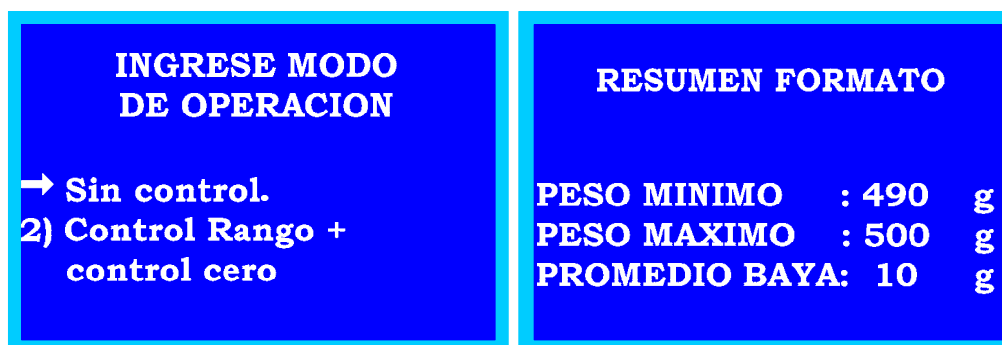 INGRESE MODO
DE OPERACION
→ Sin control.
2) Control Rango +
control cero
RESUMEN FORMATO
PESO MINIMO : 490 g
PESO MAXIMO : 500 g
PROMEDIO BAYA: 10 g